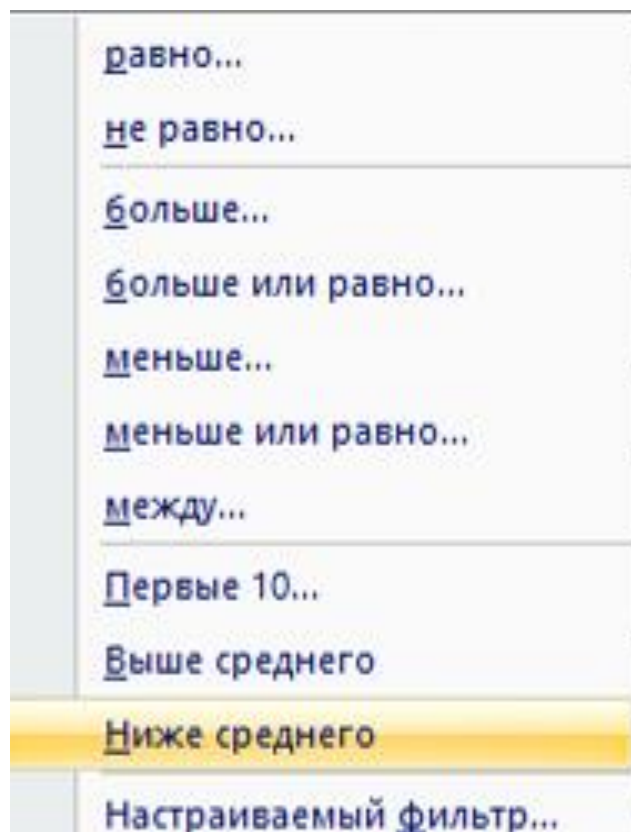 равно...
не равно...
больше...
больше или равно...
меньше...
меньше или равно...
между...
Первые 10...
Выше среднего
Ниже среднего
Настраиваемый фильтр...